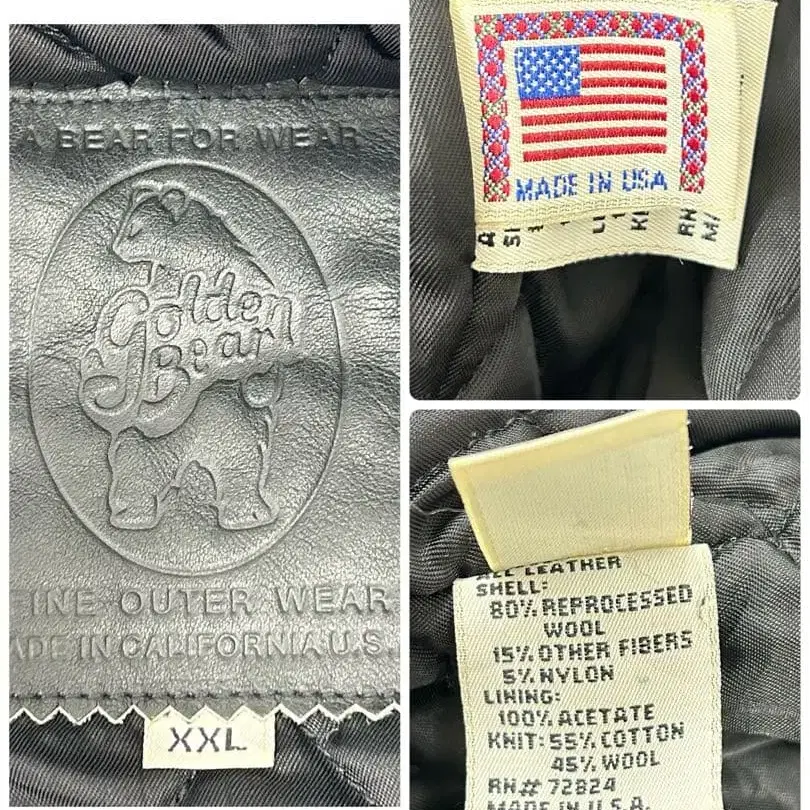 A BEAR FOR WEAR
Golden
Bear
FINE OUTER WEAR
MADE IN CALIFORNIA U.S.
XXL
MADE IN USA
ALL LEATHER
SHELL:
80% REPROCESSED
WOOL
15% OTHER FIBERS
5% NYLON
LINING:
100% ACETATE
KNIT: 55% COTTON
45% WOOL
RN# 72824
MADE IN U.S.A.